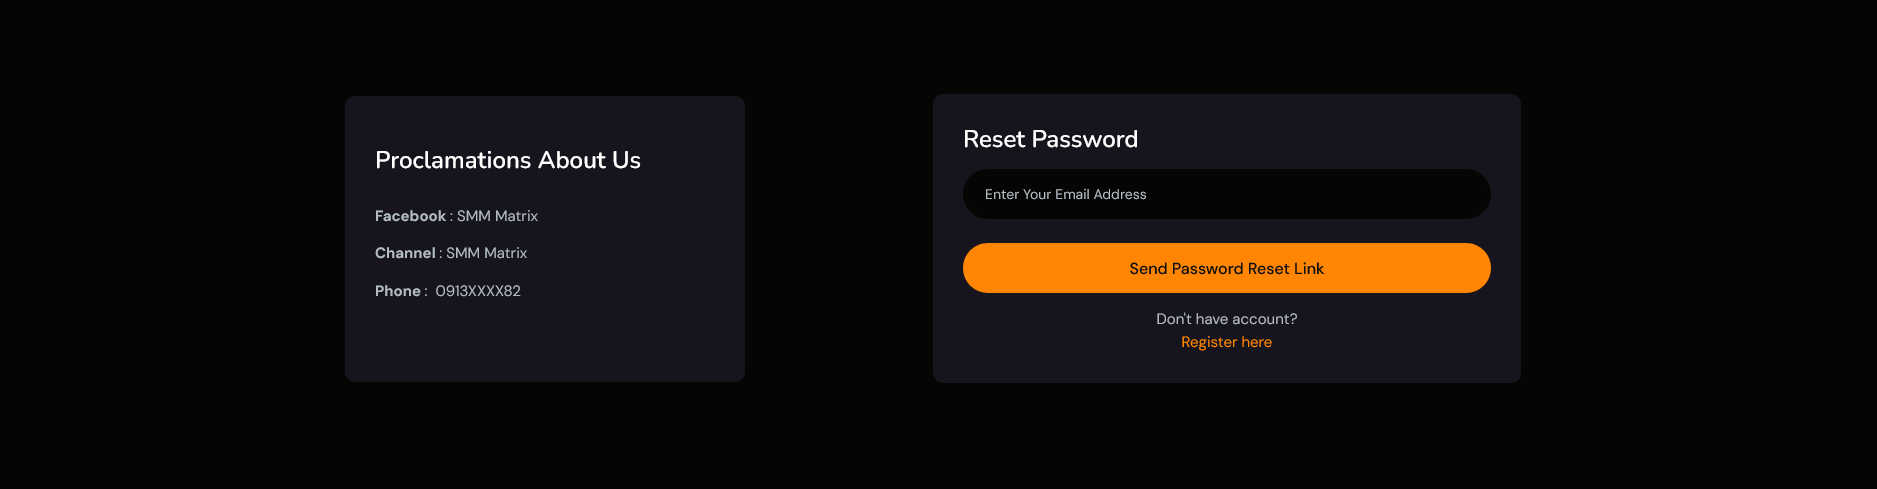 Proclamations About Us
Facebook : SMM Matrix
Channel : SMM Matrix
Phone : 0913XXXX82
Reset Password
Enter Your Email Address
Send Password Reset Link
Don't have account?
Register here